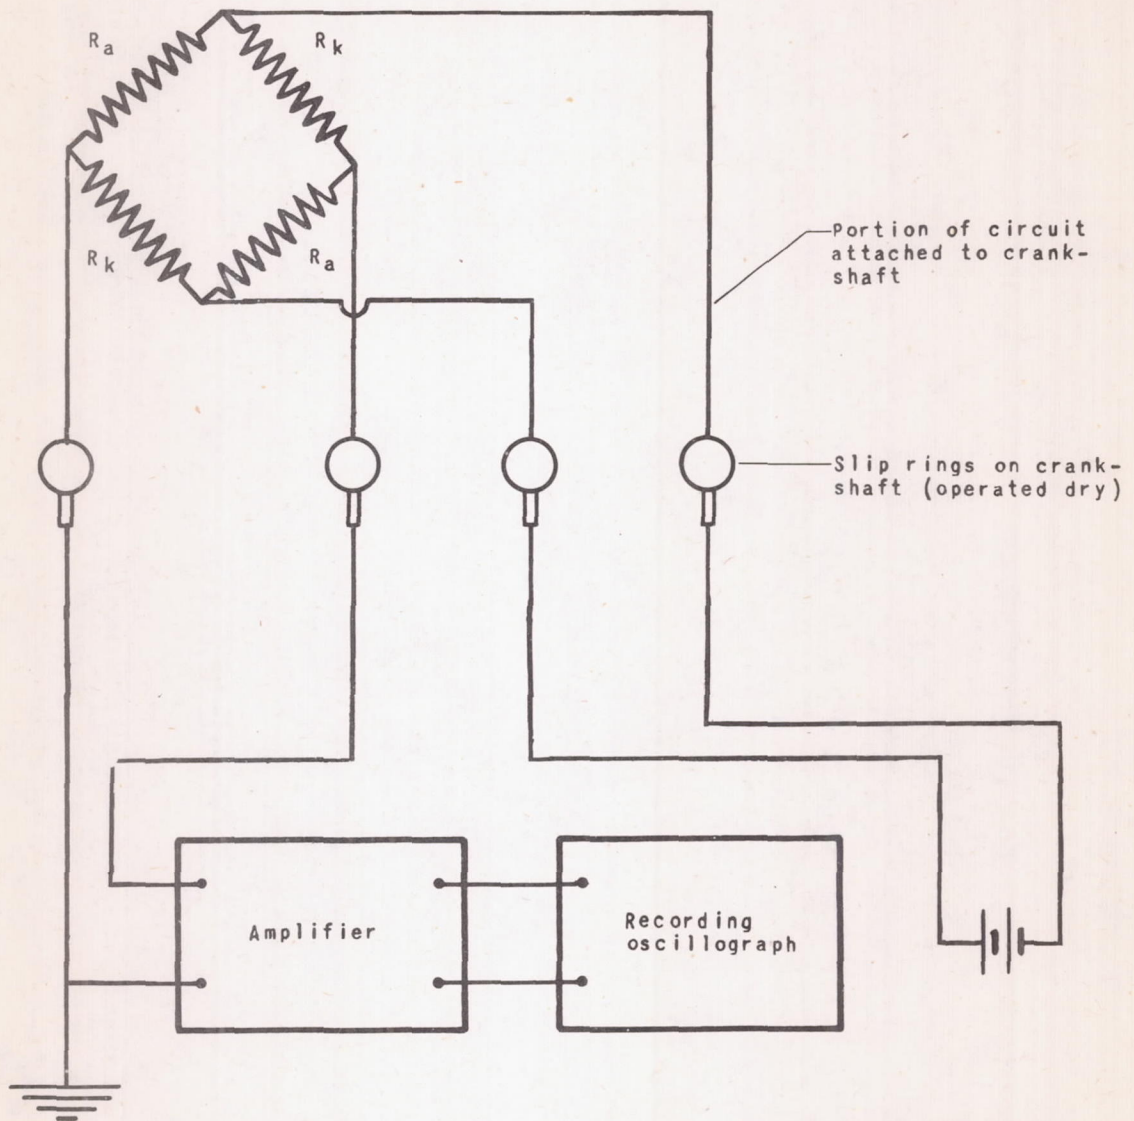 Ra
Rk
Rk
Ra
Portion of circuit
attached to crank-
shaft
Slip rings on crank-
shaft (operated dry)
Amplifier
Recording
oscillograph